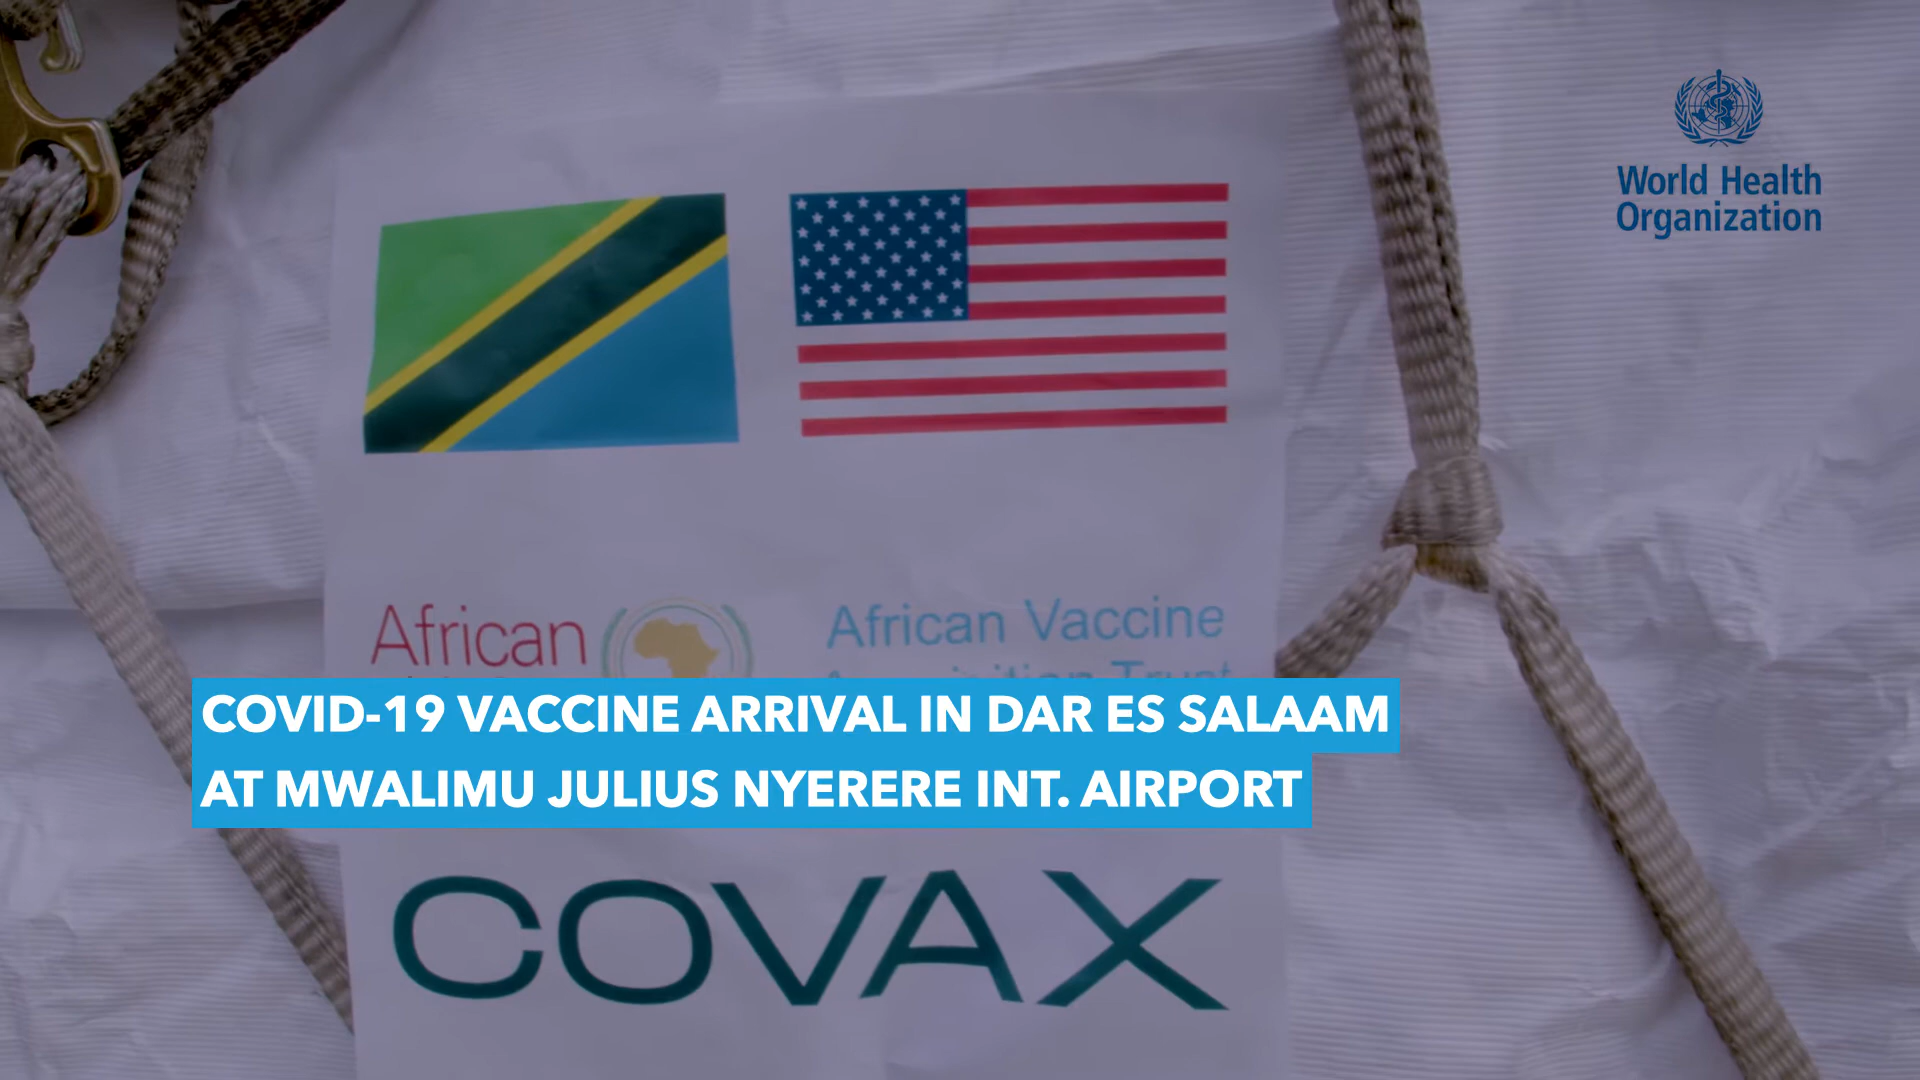 World Health
Organization
African
African Vaccine
Trust
COVID-19 VACCINE ARRIVAL IN DAR ES SALAAM
AT MWALIMU JULIUS NYERERE INT. AIRPORT
COVAX